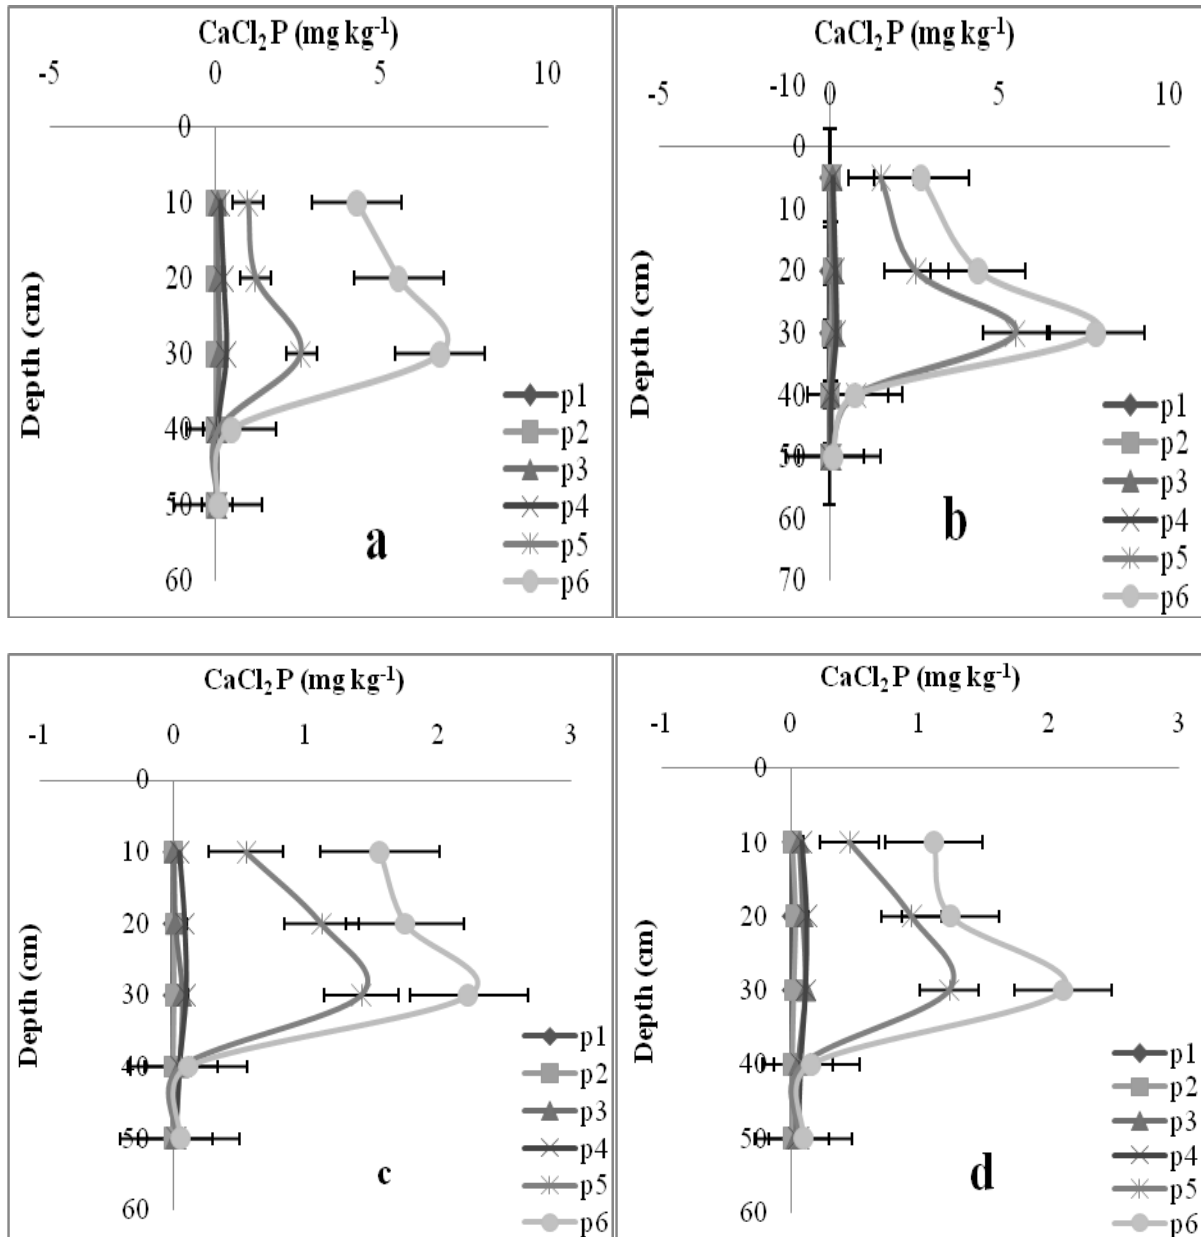 CaCl₂ P (mg kg⁻¹)
-5 0 5 10
0
10
20
30
40
50
60
Depth (cm)
p1
p2
p3
p4
p5
p6
a
CaCl₂ P (mg kg⁻¹)
-5 0 5 10
-10
0
10
20
30
40
50
60
70
Depth (cm)
p1
p2
p3
p4
p5
p6
b
CaCl₂ P (mg kg⁻¹)
-1 0 1 2 3
0
10
20
30
40
50
60
Depth (cm)
p1
p2
p3
p4
p5
p6
c
CaCl₂ P (mg kg⁻¹)
-1 0 1 2 3
0
10
20
30
40
50
60
Depth (cm)
p1
p2
p3
p4
p5
p6
d